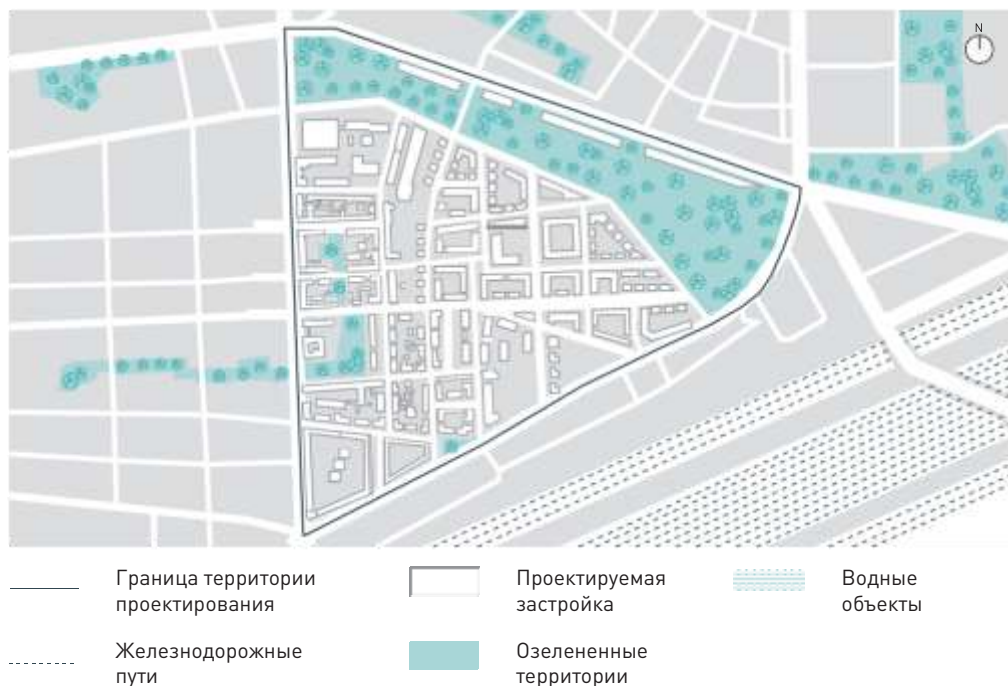 N
Граница территории
проектирования
Железнодорожные
пути
Проектируемая
застройка
Озелененные
территории
Водные
объекты